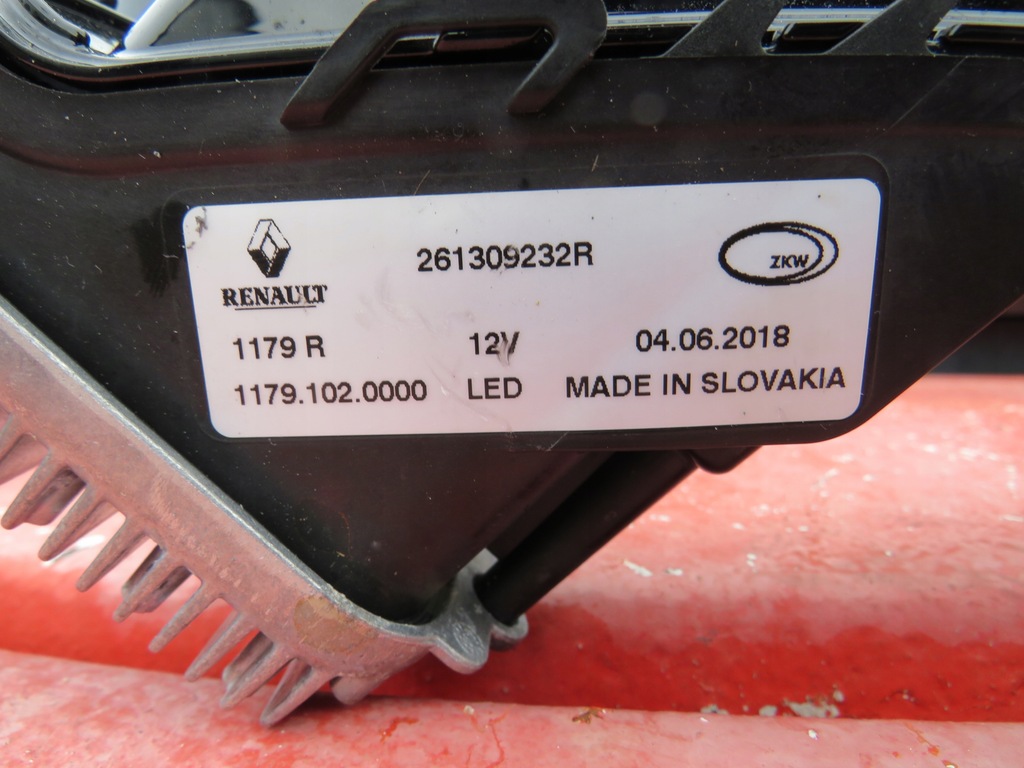 261309232R
ZKW
RENAULT
1179 R 12V 04.06.2018
1179.102.0000 LED MADE IN SLOVAKIA